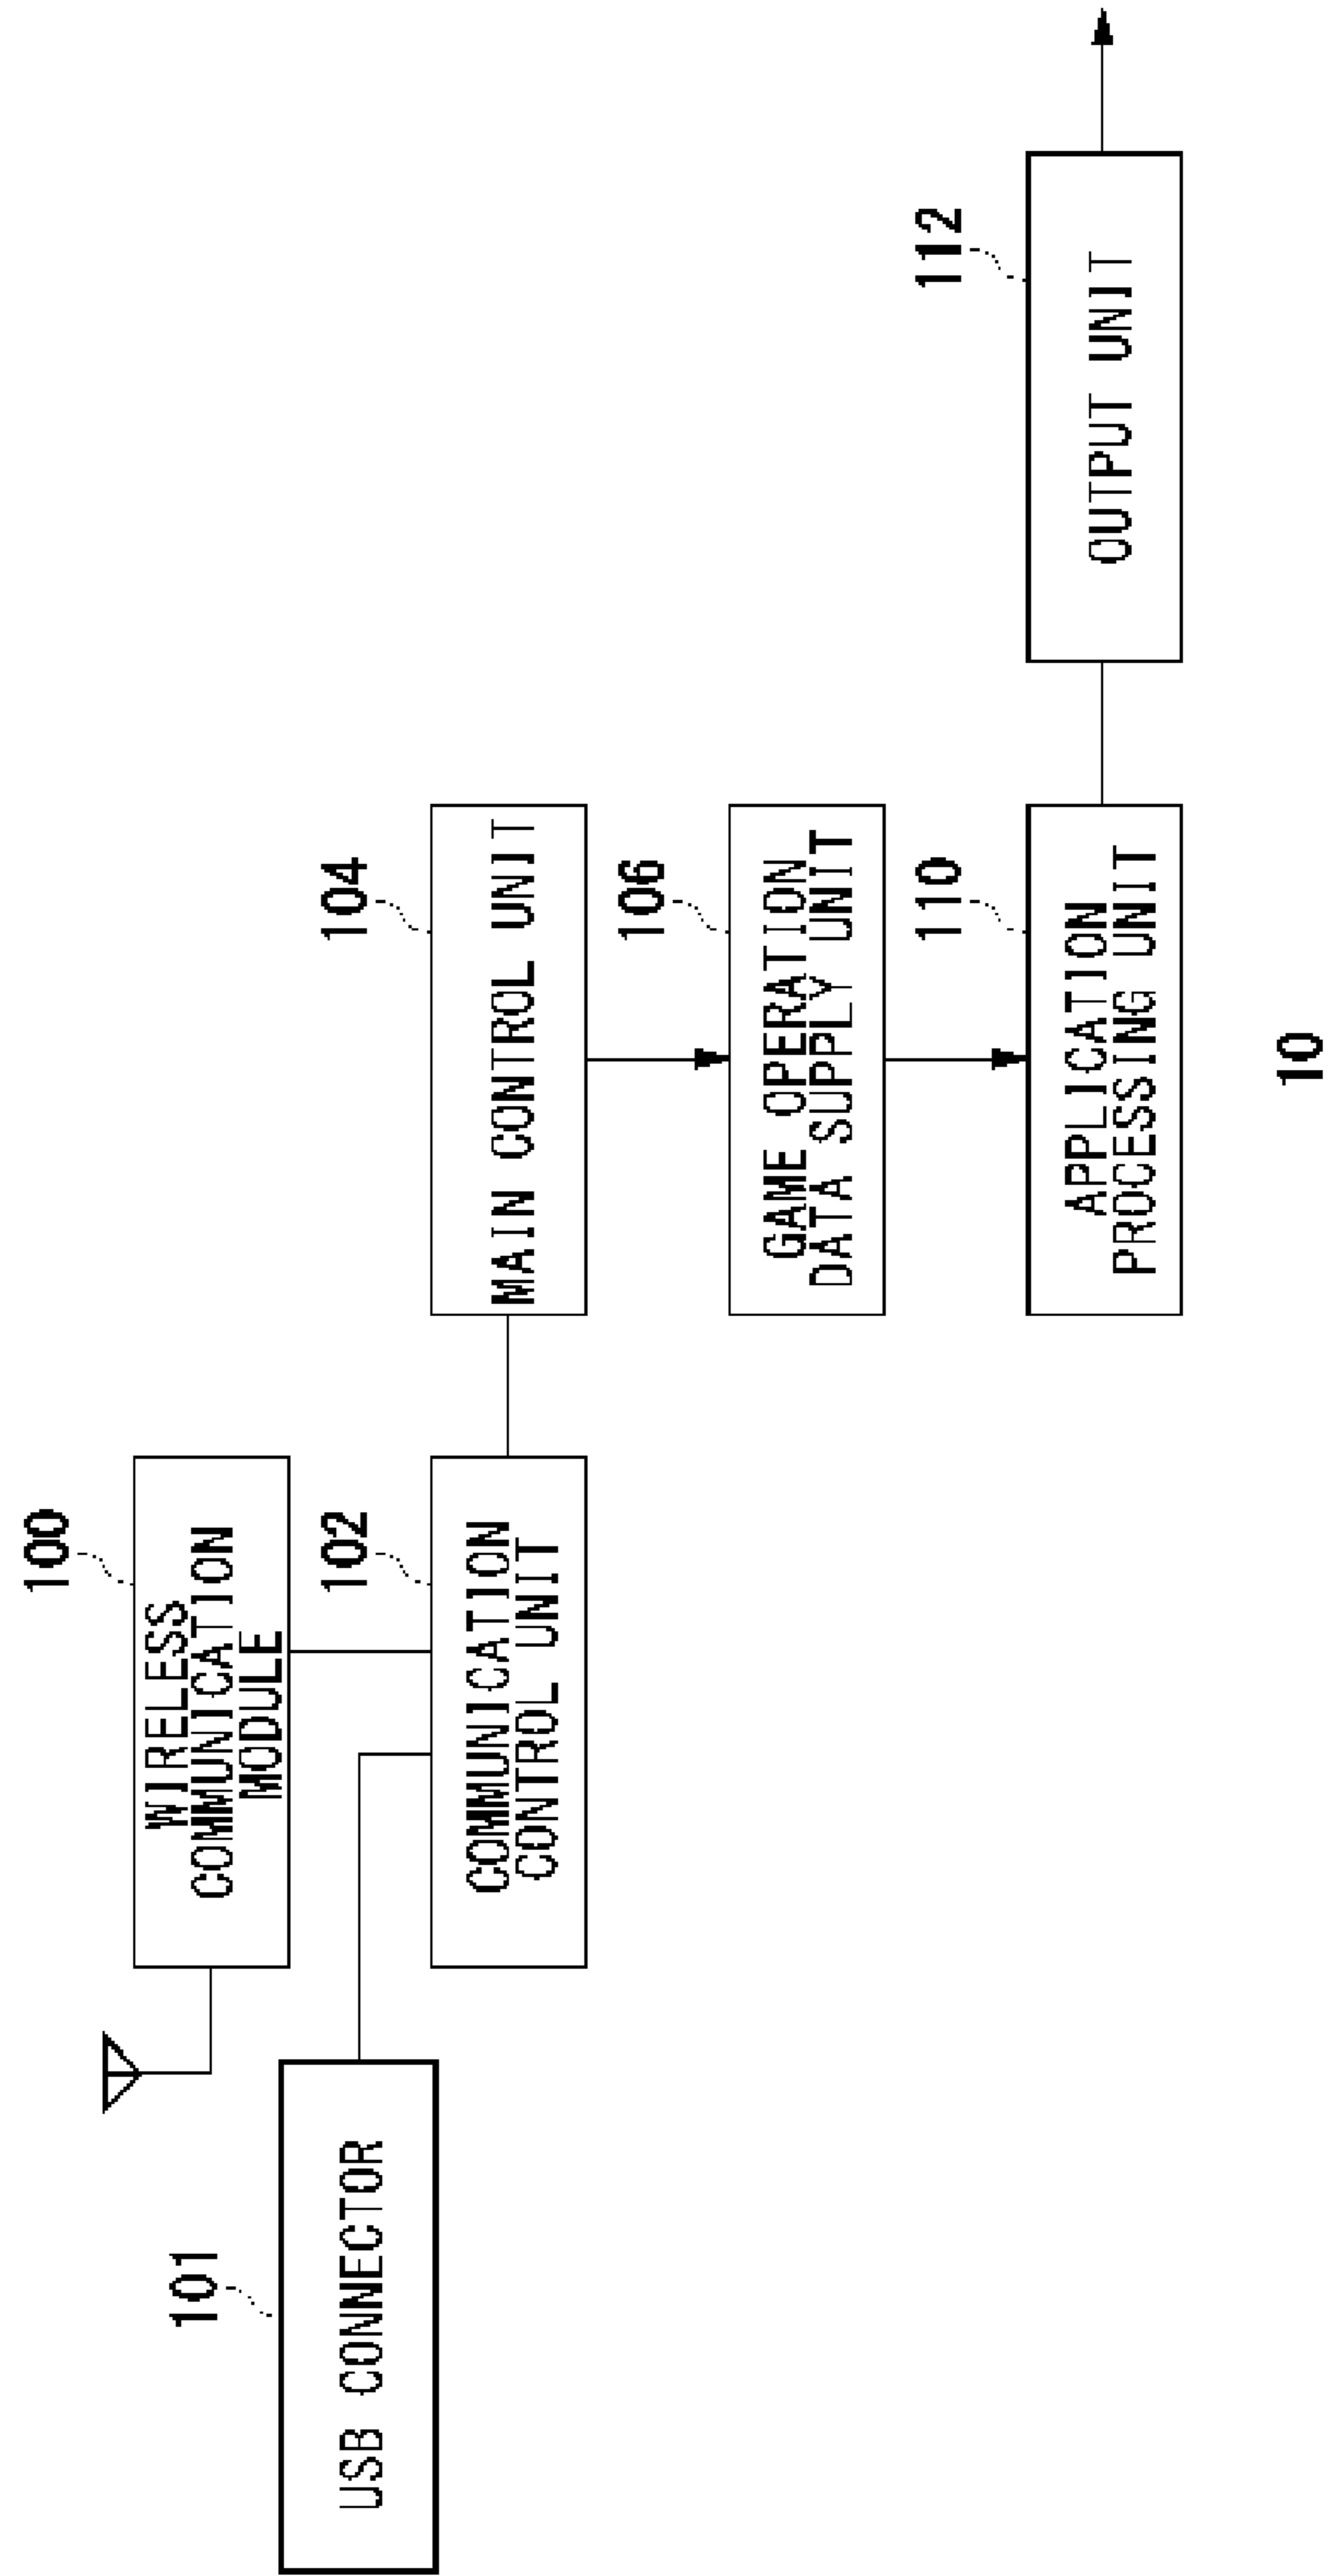 100
WIRELESS
COMMUNICATION
MODULE
101
USB CONNECTOR
102
COMMUNICATION
CONTROL UNIT
104
MAIN CONTROL UNIT
106
GAME OPERATION
DATA SUPPLY UNIT
110
APPLICATION
PROCESSING UNIT
112
OUTPUT UNIT
10